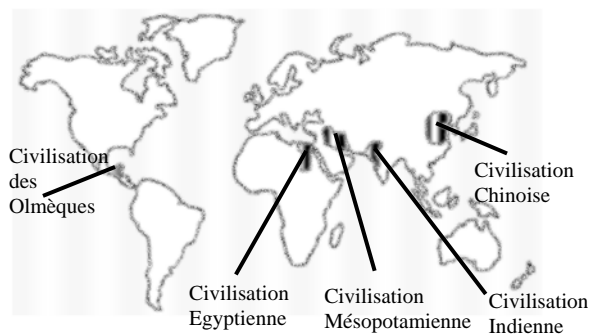 Civilisation
des
Olmèques
Civilisation
Chinoise
Civilisation
Egyptienne
Civilisation
Mésopotamienne
Civilisation
Indienne